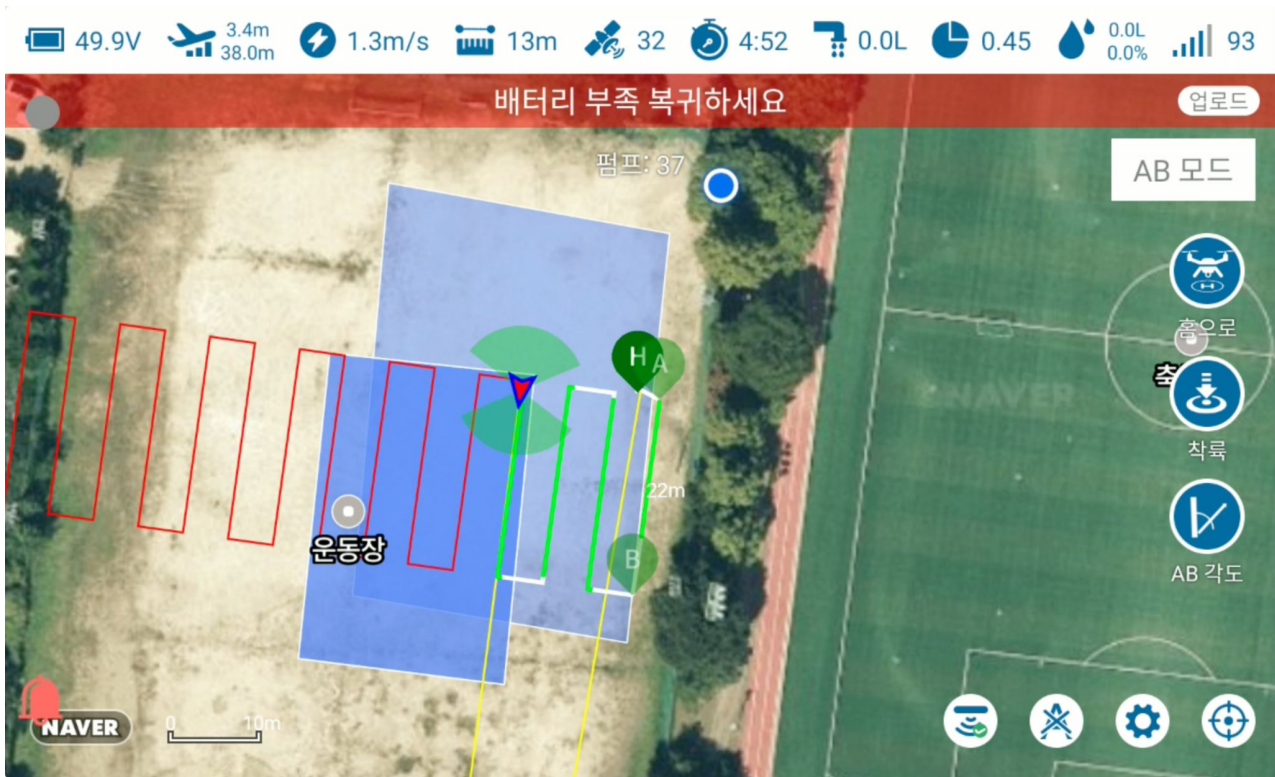 49.9V
3.4m
38.0m
1.3m/s
13m
32
4:52
0.0L
0.45
0.0L
0.0%
93
배터리 부족 복귀하세요
업로드
펌프: 37
AB 모드
홈으로
H
A
NAVER
축
착륙
22m
운동장
B
AB 각도
NAVER
0
10m